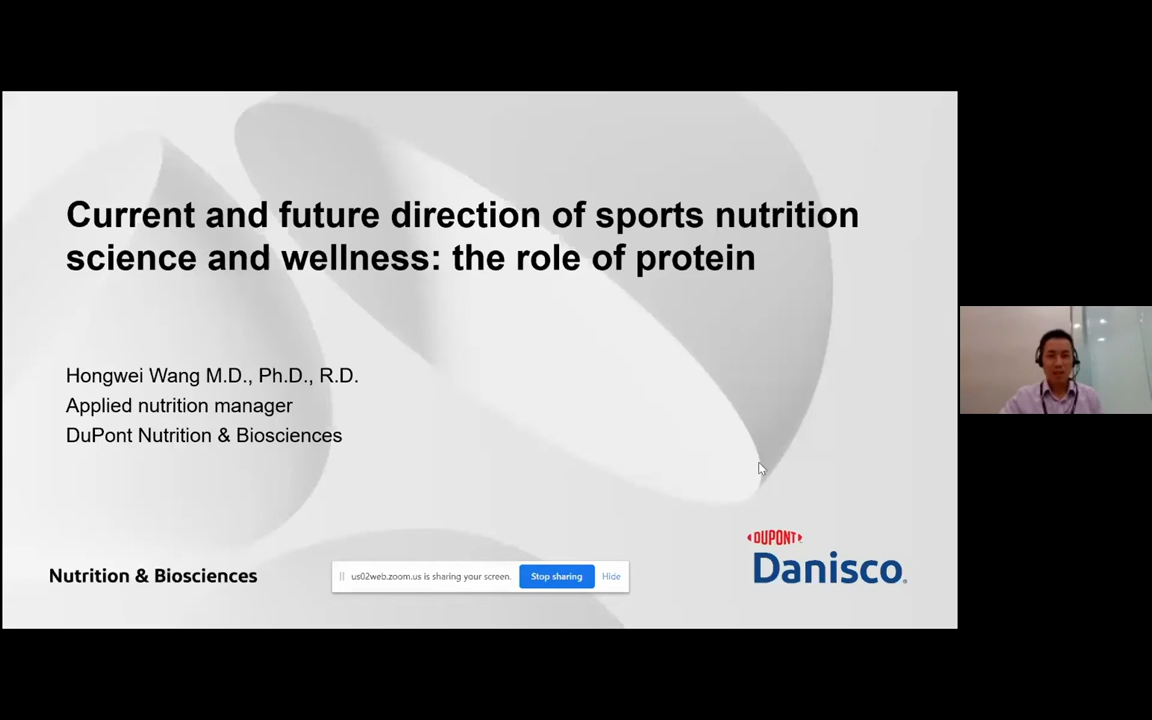 Current and future direction of sports nutrition
science and wellness: the role of protein
Hongwei Wang M.D., Ph.D., R.D.
Applied nutrition manager
DuPont Nutrition & Biosciences
Nutrition & Biosciences
us02web.zoom.us is sharing your screen.
Stop sharing
Hide
DUPONT
Danisco